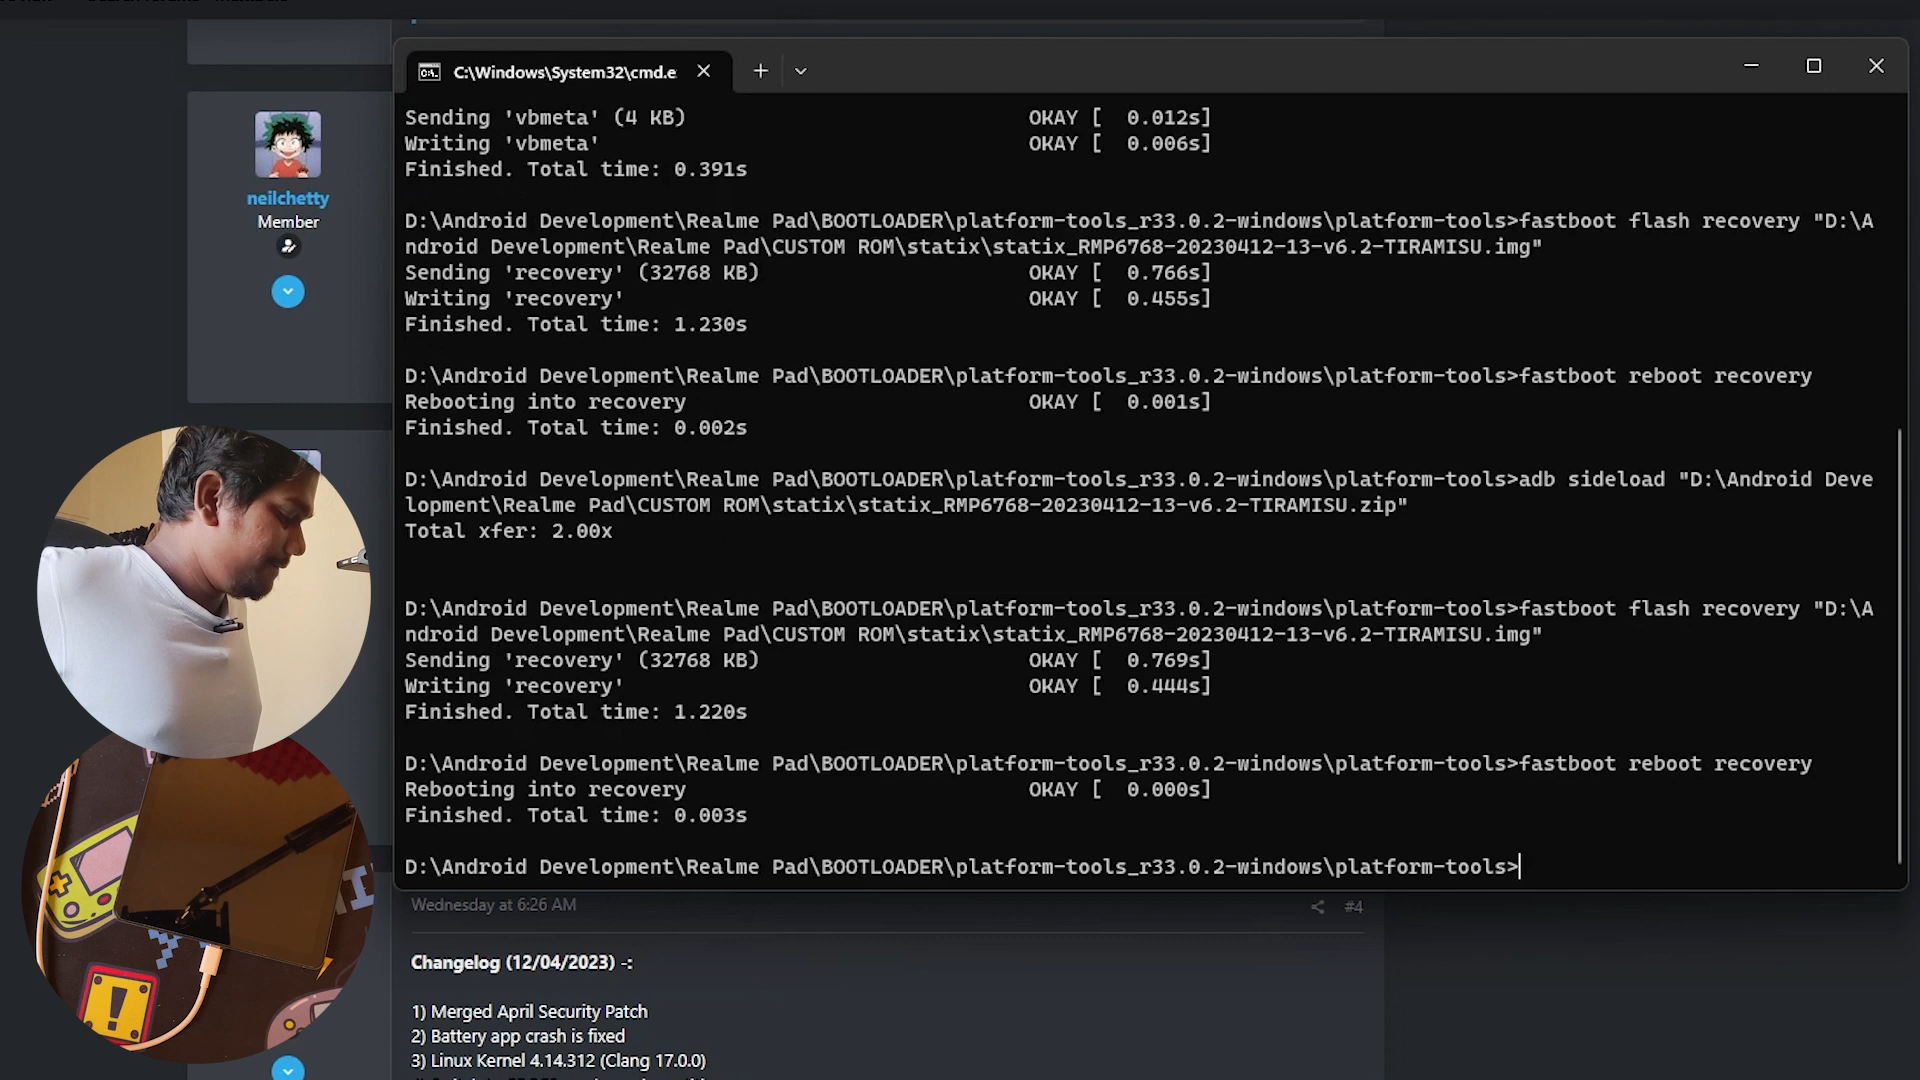 C:\Windows\System32\cmd.e
Sending 'vbmeta' (4 KB) OKAY [ 0.012s]
Writing 'vbmeta' OKAY [ 0.006s]
Finished. Total time: 0.391s
D:\Android Development\Realme Pad\BOOTLOADER\platform-tools_r33.0.2-windows\platform-tools>fastboot flash recovery "D:\A
ndroid Development\Realme Pad\CUSTOM ROM\statix\statix_RMP6768-20230412-13-v6.2-TIRAMISU.img"
Sending 'recovery' (32768 KB) OKAY [ 0.766s]
Writing 'recovery' OKAY [ 0.455s]
Finished. Total time: 1.230s
D:\Android Development\Realme Pad\BOOTLOADER\platform-tools_r33.0.2-windows\platform-tools>fastboot reboot recovery
Rebooting into recovery OKAY [ 0.001s]
Finished. Total time: 0.002s
D:\Android Development\Realme Pad\BOOTLOADER\platform-tools_r33.0.2-windows\platform-tools>adb sideload "D:\Android Deve
lopment\Realme Pad\CUSTOM ROM\statix\statix_RMP6768-20230412-13-v6.2-TIRAMISU.zip"
Total xfer: 2.00x
D:\Android Development\Realme Pad\BOOTLOADER\platform-tools_r33.0.2-windows\platform-tools>fastboot flash recovery "D:\A
ndroid Development\Realme Pad\CUSTOM ROM\statix\statix_RMP6768-20230412-13-v6.2-TIRAMISU.img"
Sending 'recovery' (32768 KB) OKAY [ 0.769s]
Writing 'recovery' OKAY [ 0.444s]
Finished. Total time: 1.220s
D:\Android Development\Realme Pad\BOOTLOADER\platform-tools_r33.0.2-windows\platform-tools>fastboot reboot recovery
Rebooting into recovery OKAY [ 0.000s]
Finished. Total time: 0.003s
D:\Android Development\Realme Pad\BOOTLOADER\platform-tools_r33.0.2-windows\platform-tools>
neilchetty
Member
Wednesday at 6:26 AM #4
Changelog (12/04/2023) -:
1) Merged April Security Patch
2) Battery app crash is fixed
3) Linux Kernel 4.14.312 (Clang 17.0.0)